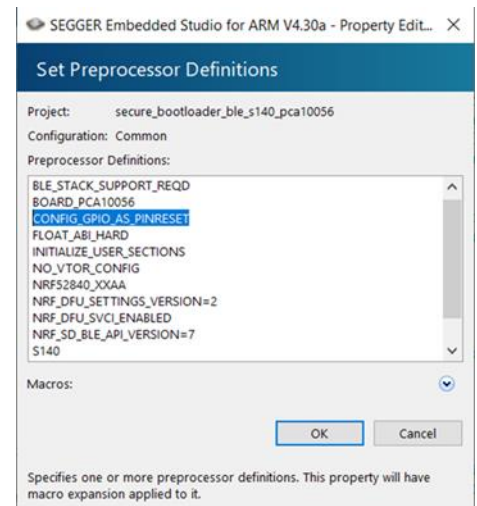 SEGGER Embedded Studio for ARM V4.30a - Property Edit...
Set Preprocessor Definitions
Project: secure_bootloader_ble_s140_pca10056
Configuration: Common
Preprocessor Definitions:
BLE_STACK_SUPPORT_REQD
BOARD_PCA10056
CONFIG_GPIO_AS_PINRESET
FLOAT_ABI_HARD
INITIALIZE_USER_SECTIONS
NO_VTOR_CONFIG
NRF52840_XXAA
NRF_DFU_SETTINGS_VERSION=2
NRF_DFU_SVCI_ENABLED
NRF_SD_BLE_API_VERSION=7
S140
Macros:
OK Cancel
Specifies one or more preprocessor definitions. This property will have
macro expansion applied to it.